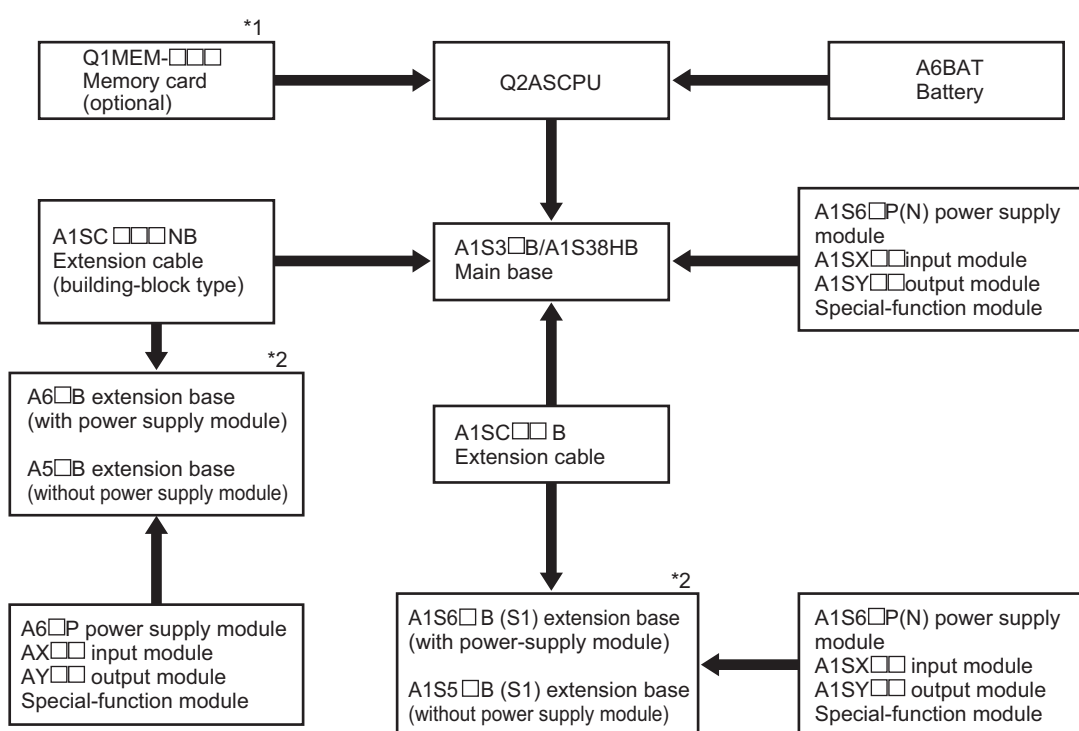 *1
Q1MEM-□□□
Memory card
(optional)
Q2ASCPU
A6BAT
Battery
A1SC□□□NB
Extension cable
(building-block type)
A1S3□B/A1S38HB
Main base
A1S6□P(N) power supply
module
A1SX□□input module
A1SY□□output module
Special-function module
*2
A6□B extension base
(with power supply module)
A5□B extension base
(without power supply module)
A1SC□□ B
Extension cable
A6□P power supply module
AX□□ input module
AY□□ output module
Special-function module
*2
A1S6□ B (S1) extension base
(with power-supply module)
A1S5 □B (S1) extension base
(without power supply module)
A1S6□P(N) power supply
module
A1SX□□ input module
A1SY□□ output module
Special-function module